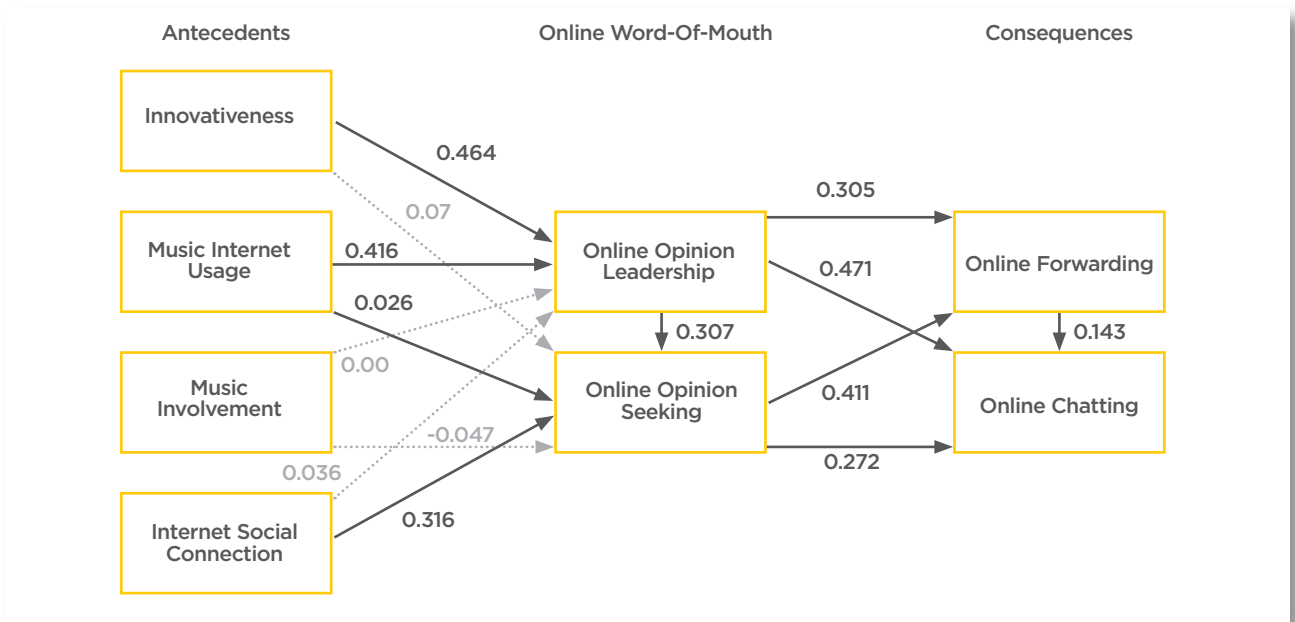 Antecedents
Online Word-Of-Mouth
Consequences
Innovativeness
0.464
0.07
0.305
Music Internet
Usage
0.416
Online Opinion
Leadership
0.471
Online Forwarding
0.026
0.307
0.143
0.00
Music
Involvement
Online Opinion
Seeking
0.411
Online Chatting
-0.047
0.272
0.036
0.316
Internet Social
Connection